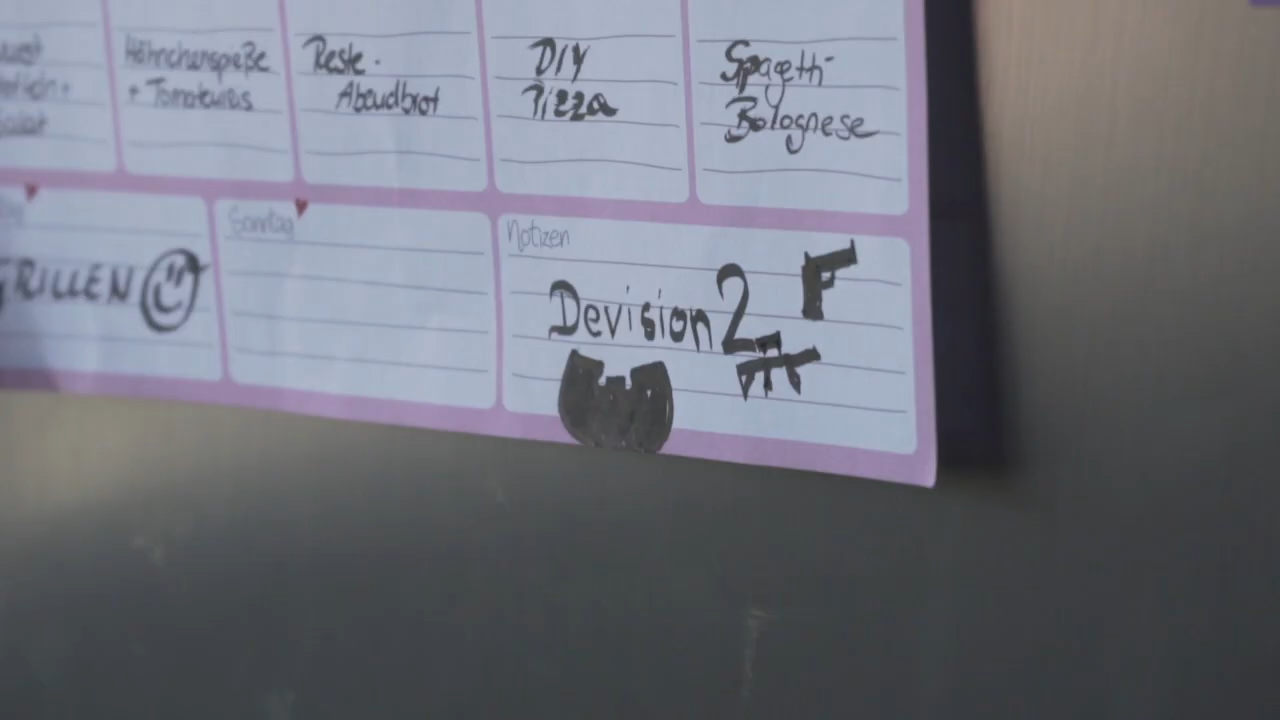 Hähnchenspieße
+ Tomatenreis
Reste-
Abendbrot
DIY
Pizza
Spagetti
Bolognese
GRILLEN
Sonntag
Notizen
Devision 2